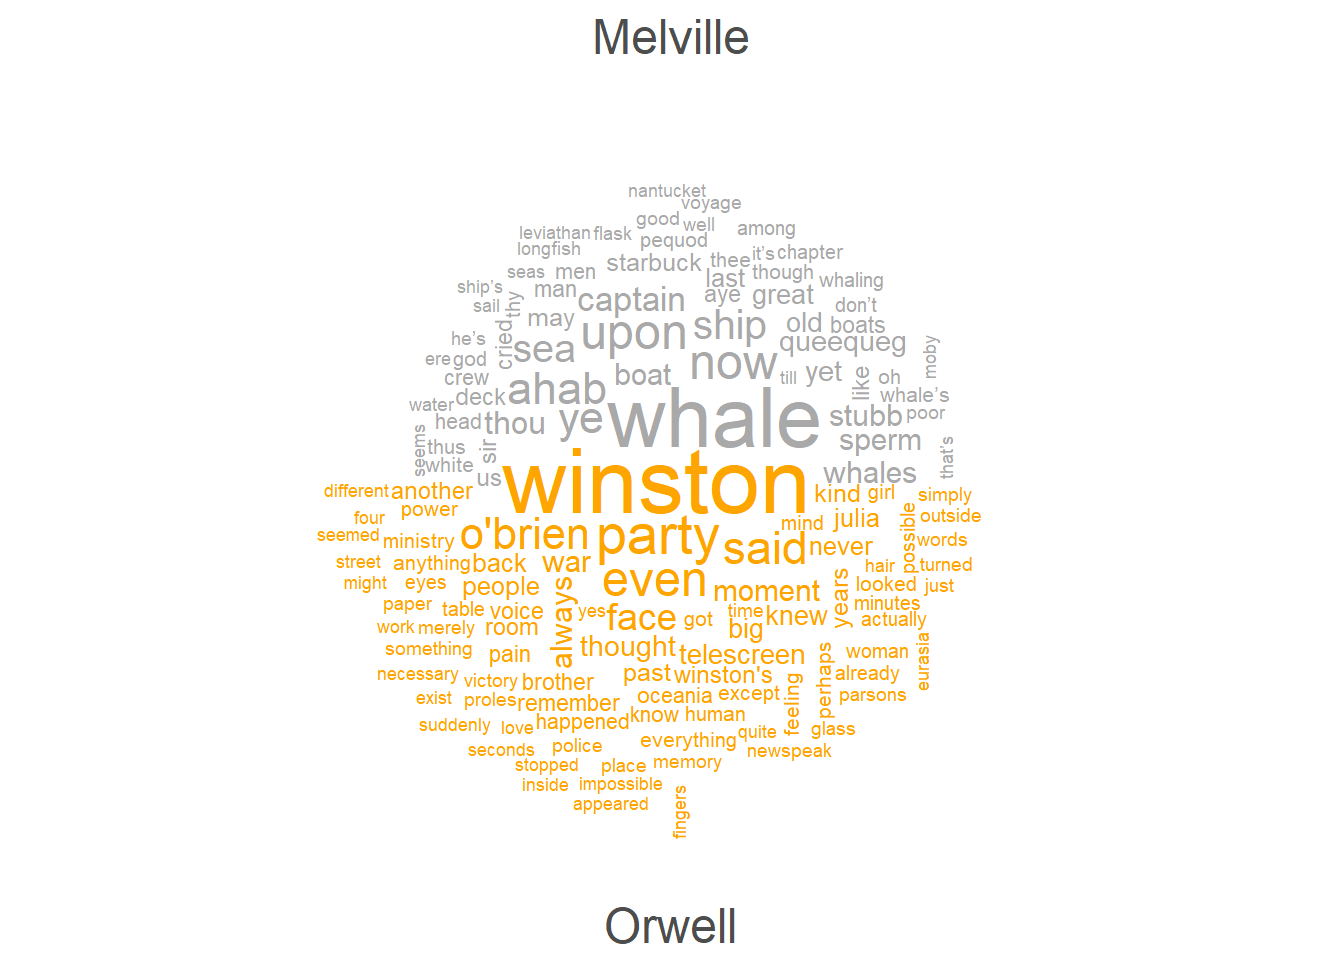 Melville
nantucket
voyage
good
well
among
leviathan
flask
pequod
longfish
it’s
chapter
starbuck
thee
seas
men
last
though
whaling
ship’s
man
captain
aye
great
sail
thy
don’t
may
upon
ship
old
boats
he’s
cried
sea
now
queequeg
moby
ere
god
boat
till
yet
like
oh
crew
ahab
whale’s
deck
water
head
thou
ye
whale
stubb
poor
seems
thus
sir
sperm
that’s
white
us
whales
winston
different
another
kind
girl
simply
four
power
julia
outside
seemed
ministry
o'brien
party
said
mind
never
possible
words
street
anything
back
war
hair
turned
might
eyes
people
even
moment
years
looked
just
paper
table
voice
always
yes
face
got
time
knew
minutes
work
merely
room
big
actually
something
pain
thought
telescreen
woman
eurasia
necessary
victory
brother
past
winston's
perhaps
already
exist
proles
remember
oceania
except
feeling
parsons
suddenly
love
happened
know
human
quite
glass
seconds
police
everything
newspeak
stopped
place
memory
inside
impossible
appeared
fingers
Orwell